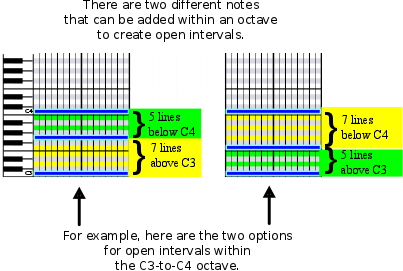 There are two different notes
that can be added within an octave
to create open intervals.
C4
5 lines
below C4
7 lines
above C3
C3
7 lines
below C4
5 lines
above C3
For example, here are the two options
for open intervals within
the C3-to-C4 octave.